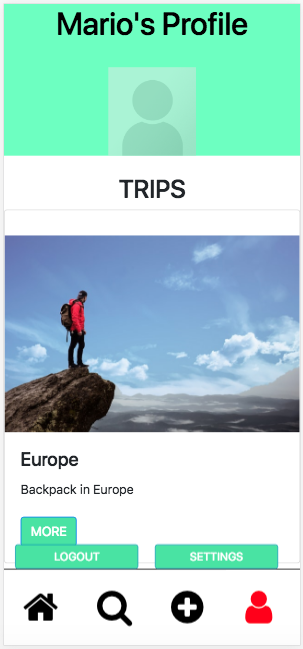 Mario's Profile
TRIPS
Europe
Backpack in Europe
MORE
LOGOUT SETTINGS